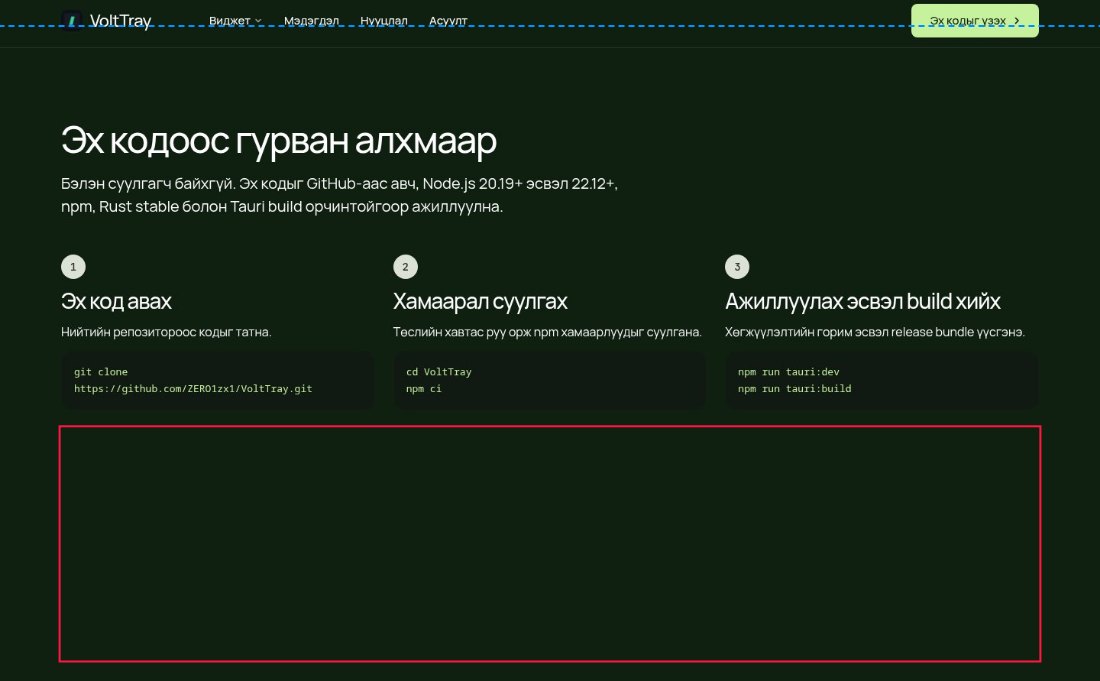 VoltTray
Виджет
Мэдэгдэл
Нууцлал
Асуулт
Эх кодыг үзэх
Эх кодоос гурван алхмаар
Бэлэн суулгагч байхгүй. Эх кодыг GitHub-аас авч, Node.js 20.19+ эсвэл 22.12+,
npm, Rust stable болон Tauri build орчинтойгоор ажиллуулна.
1
Эх код авах
Нийтийн репозитороос кодыг татна.
git clone
https://github.com/ZERO1zx1/VoltTray.git
2
Хамаарал суулгах
Төслийн хавтас руу орж npm хамаарлуудыг суулгана.
cd VoltTray
npm ci
3
Ажиллуулах эсвэл build хийх
Хөгжүүлэлтийн горим эсвэл release bundle үүсгэнэ.
npm run tauri:dev
npm run tauri:build